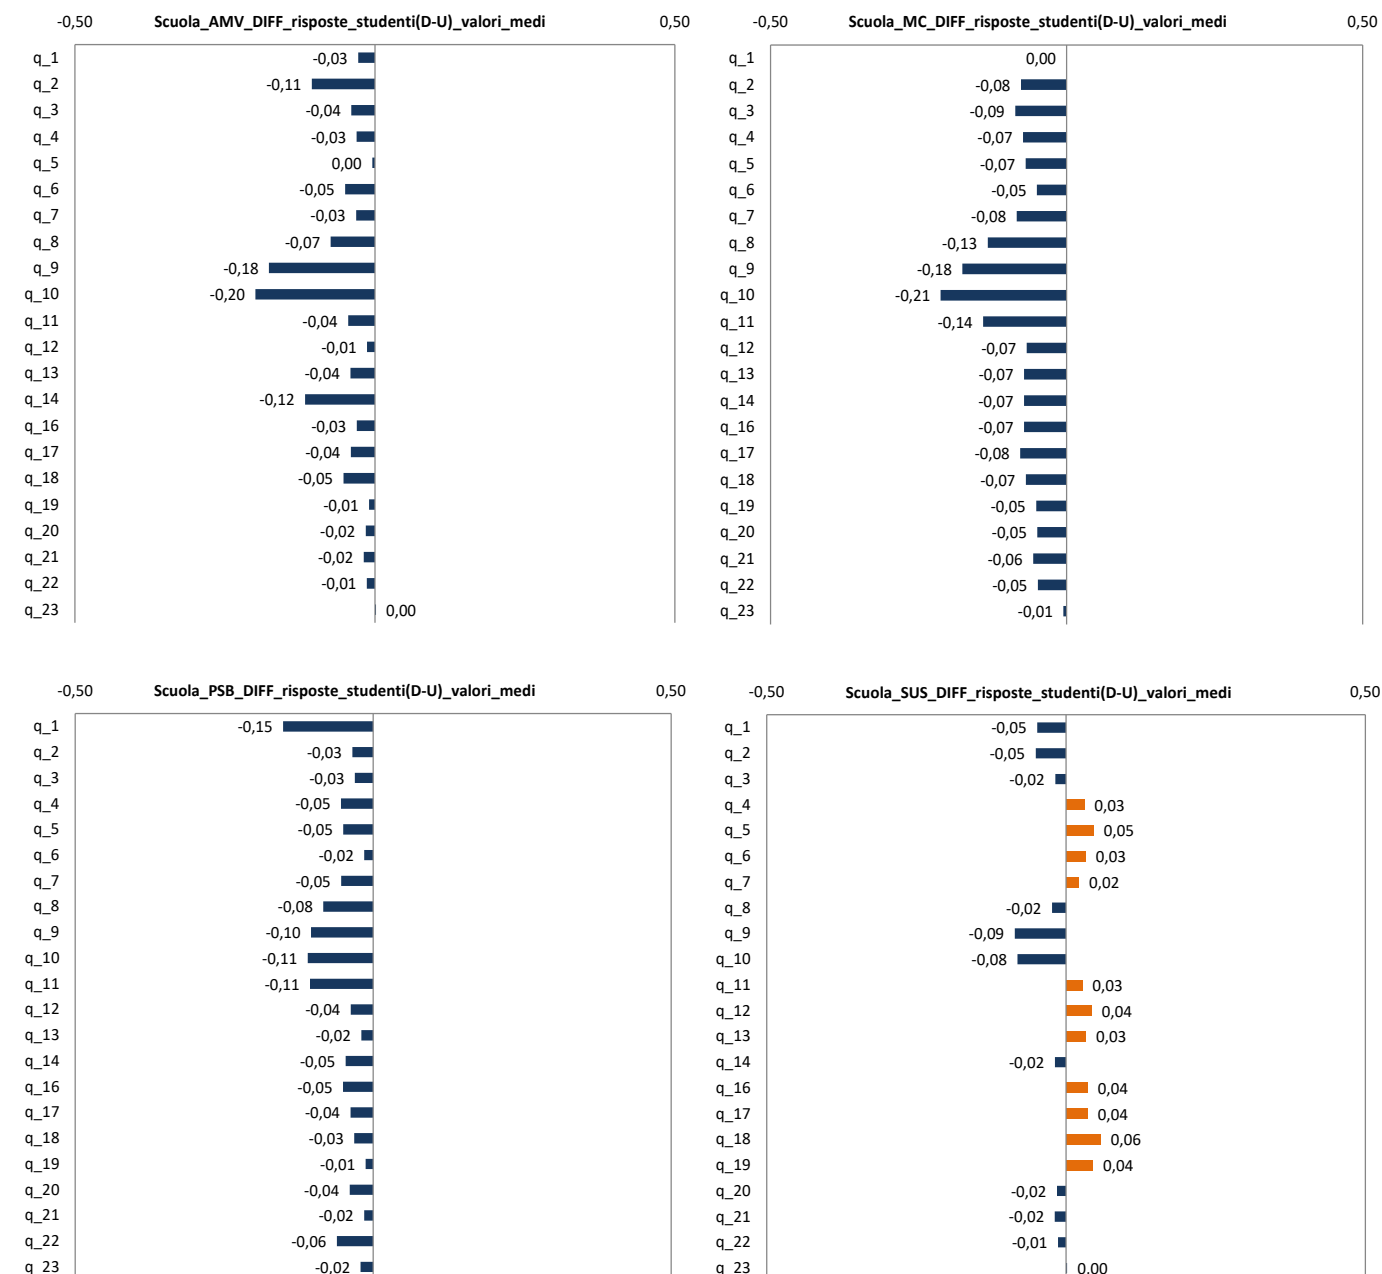 -0,50 Scuola_AMV_DIFF_risposte_studenti(D-U)_valori_medi 0,50
q_1 -0,03
q_2 -0,11
q_3 -0,04
q_4 -0,03
q_5 0,00
q_6 -0,05
q_7 -0,03
q_8 -0,07
q_9 -0,18
q_10 -0,20
q_11 -0,04
q_12 -0,01
q_13 -0,04
q_14 -0,12
q_16 -0,03
q_17 -0,04
q_18 -0,05
q_19 -0,01
q_20 -0,02
q_21 -0,02
q_22 -0,01
q_23 0,00
-0,50 Scuola_MC_DIFF_risposte_studenti(D-U)_valori_medi 0,50
q_1 0,00
q_2 -0,08
q_3 -0,09
q_4 -0,07
q_5 -0,07
q_6 -0,05
q_7 -0,08
q_8 -0,13
q_9 -0,18
q_10 -0,21
q_11 -0,14
q_12 -0,07
q_13 -0,07
q_14 -0,07
q_16 -0,07
q_17 -0,08
q_18 -0,07
q_19 -0,05
q_20 -0,05
q_21 -0,06
q_22 -0,05
q_23 -0,01
-0,50 Scuola_PSB_DIFF_risposte_studenti(D-U)_valori_medi 0,50
q_1 -0,15
q_2 -0,03
q_3 -0,03
q_4 -0,05
q_5 -0,05
q_6 -0,02
q_7 -0,05
q_8 -0,08
q_9 -0,10
q_10 -0,11
q_11 -0,11
q_12 -0,04
q_13 -0,02
q_14 -0,05
q_16 -0,05
q_17 -0,04
q_18 -0,03
q_19 -0,01
q_20 -0,04
q_21 -0,02
q_22 -0,06
q_23 -0,02
-0,50 Scuola_SUS_DIFF_risposte_studenti(D-U)_valori_medi 0,50
q_1 -0,05
q_2 -0,05
q_3 -0,02
q_4 0,03
q_5 0,05
q_6 0,03
q_7 0,02
q_8 -0,02
q_9 -0,09
q_10 -0,08
q_11 0,03
q_12 0,04
q_13 0,03
q_14 -0,02
q_16 0,04
q_17 0,04
q_18 0,06
q_19 0,04
q_20 -0,02
q_21 -0,02
q_22 -0,01
q_23 0,00